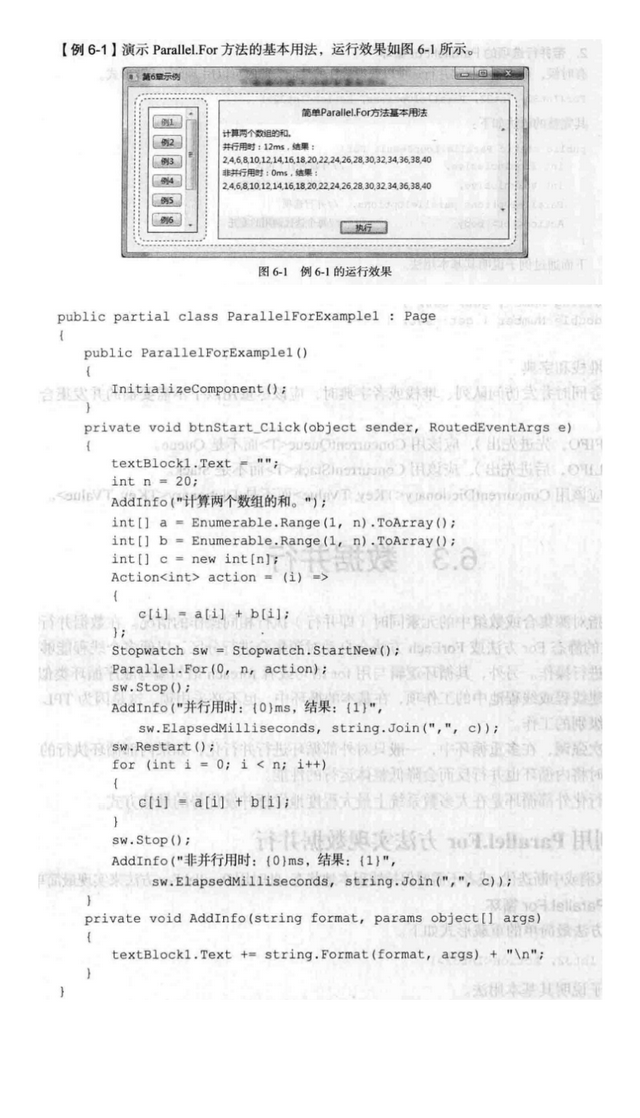 【例 6-1】演示 Parallel.For 方法的基本用法，运行效果如图 6-1 所示。
第6章示例
例1
例2
例3
例4
例5
例6
简单Parallel.For方法基本用法
计算两个数组的和。
并行用时：12ms，结果：
2,4,6,8,10,12,14,16,18,20,22,24,26,28,30,32,34,36,38,40
非并行用时：0ms，结果：
2,4,6,8,10,12,14,16,18,20,22,24,26,28,30,32,34,36,38,40
执行
图 6-1 例 6-1 的运行效果
public partial class ParallelForExample1 : Page
{
public ParallelForExample1()
{
InitializeComponent();
}
private void btnStart_Click(object sender, RoutedEventArgs e)
{
textBlock1.Text = "";
int n = 20;
AddInfo("计算两个数组的和。");
int[] a = Enumerable.Range(1, n).ToArray();
int[] b = Enumerable.Range(1, n).ToArray();
int[] c = new int[n];
Action<int> action = (i) =>
{
c[i] = a[i] + b[i];
};
Stopwatch sw = Stopwatch.StartNew();
Parallel.For(0, n, action);
sw.Stop();
AddInfo("并行用时：{0}ms，结果：{1}",
sw.ElapsedMilliseconds, string.Join(",", c));
sw.Restart();
for (int i = 0; i < n; i++)
{
c[i] = a[i] + b[i];
}
sw.Stop();
AddInfo("非并行用时：{0}ms，结果：{1}",
sw.ElapsedMilliseconds, string.Join(",", c));
}
private void AddInfo(string format, params object[] args)
{
textBlock1.Text += string.Format(format, args) + "\n";
}
}